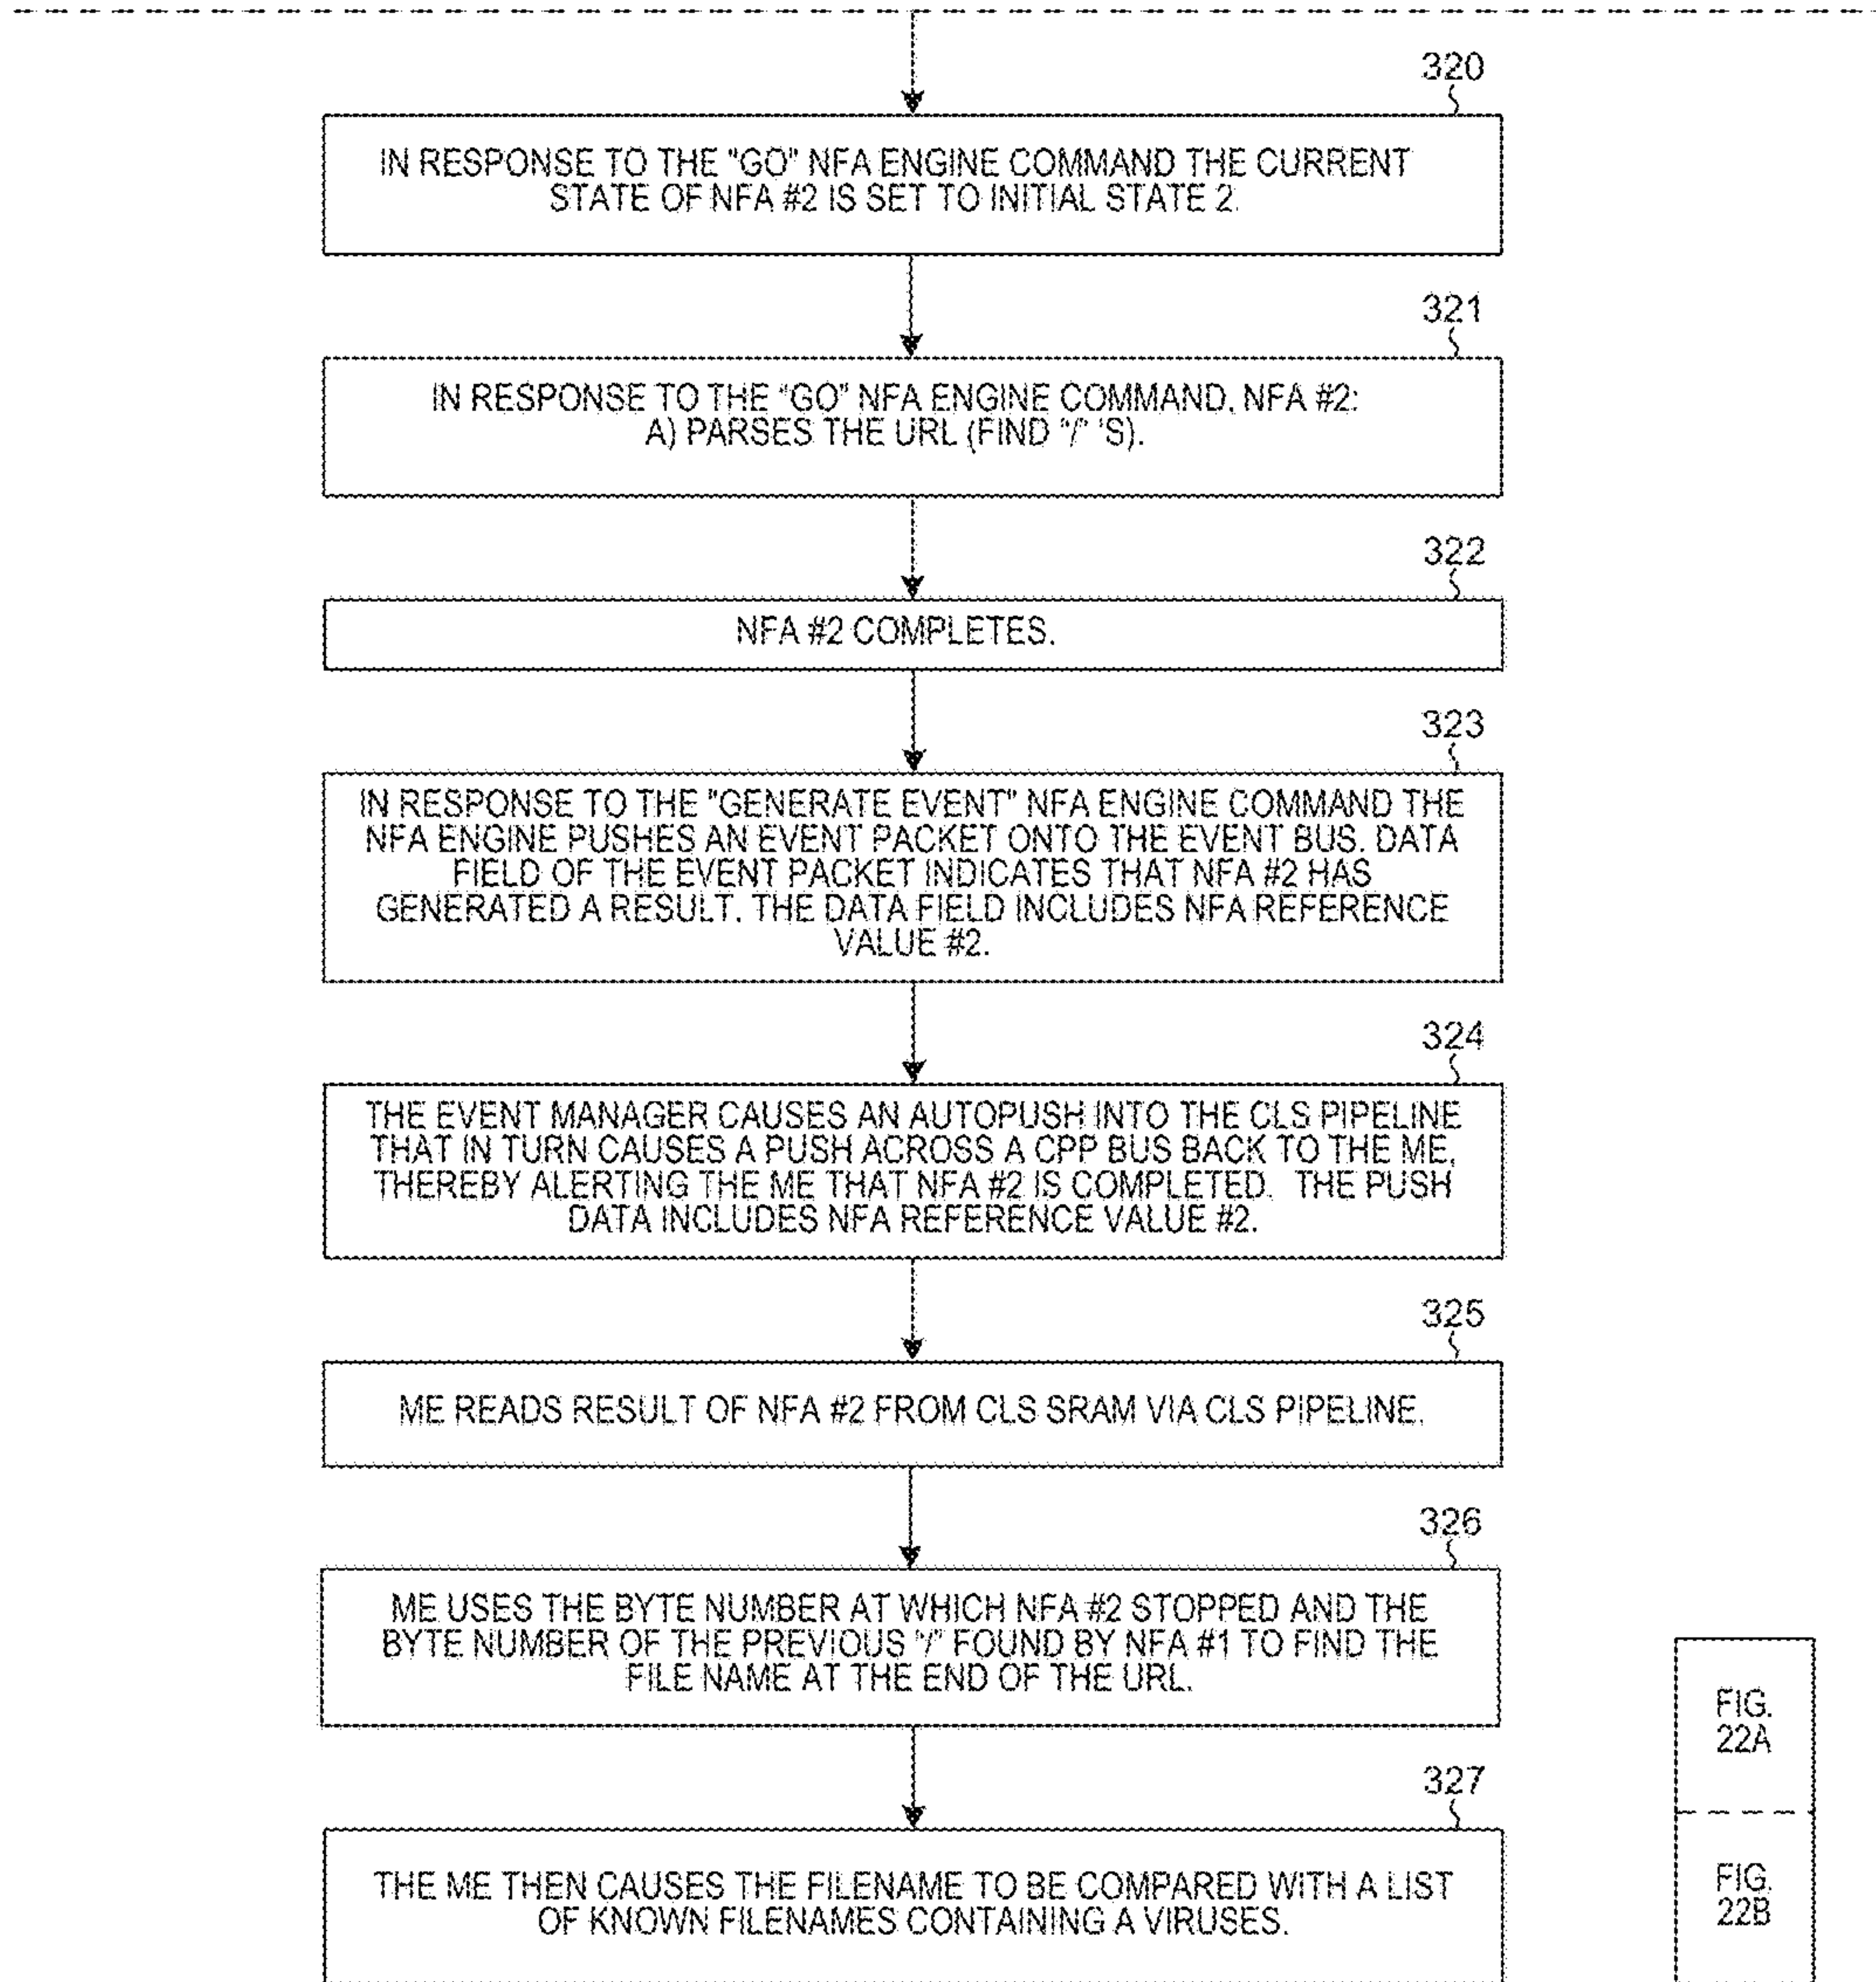 320
IN RESPONSE TO THE "GO" NFA ENGINE COMMAND THE CURRENT
STATE OF NFA #2 IS SET TO INITIAL STATE 2.
321
IN RESPONSE TO THE "GO" NFA ENGINE COMMAND, NFA #2:
A) PARSES THE URL (FIND "/" 'S).
322
NFA #2 COMPLETES.
323
IN RESPONSE TO THE "GENERATE EVENT" NFA ENGINE COMMAND THE
NFA ENGINE PUSHES AN EVENT PACKET ONTO THE EVENT BUS. DATA
FIELD OF THE EVENT PACKET INDICATES THAT NFA #2 HAS
GENERATED A RESULT. THE DATA FIELD INCLUDES NFA REFERENCE
VALUE #2.
324
THE EVENT MANAGER CAUSES AN AUTOPUSH INTO THE CLS PIPELINE
THAT IN TURN CAUSES A PUSH ACROSS A CPP BUS BACK TO THE ME,
THEREBY ALERTING THE ME THAT NFA #2 IS COMPLETED. THE PUSH
DATA INCLUDES NFA REFERENCE VALUE #2.
325
ME READS RESULT OF NFA #2 FROM CLS SRAM VIA CLS PIPELINE.
326
ME USES THE BYTE NUMBER AT WHICH NFA #2 STOPPED AND THE
BYTE NUMBER OF THE PREVIOUS "/" FOUND BY NFA #1 TO FIND THE
FILE NAME AT THE END OF THE URL.
327
THE ME THEN CAUSES THE FILENAME TO BE COMPARED WITH A LIST
OF KNOWN FILENAMES CONTAINING A VIRUSES.
FIG.
22A
FIG.
22B